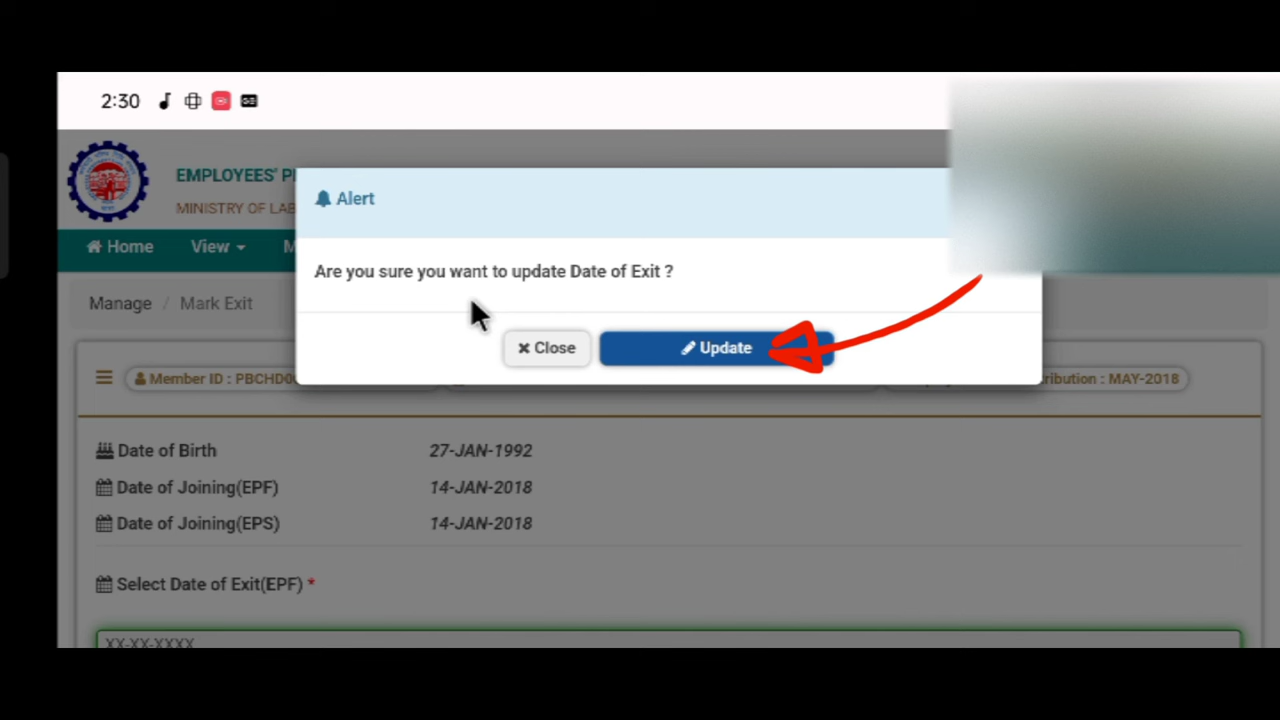 2:30
EMPLOYEES'
MINISTRY OF
Alert
Home View
Are you sure you want to update Date of Exit ?
Manage / Mark Exit
Close Update
Member ID : PBCHD0 : MAY-2018
Date of Birth 27-JAN-1992
Date of Joining(EPF) 14-JAN-2018
Date of Joining(EPS) 14-JAN-2018
Select Date of Exit(EPF) *
XX-XX-XXXX